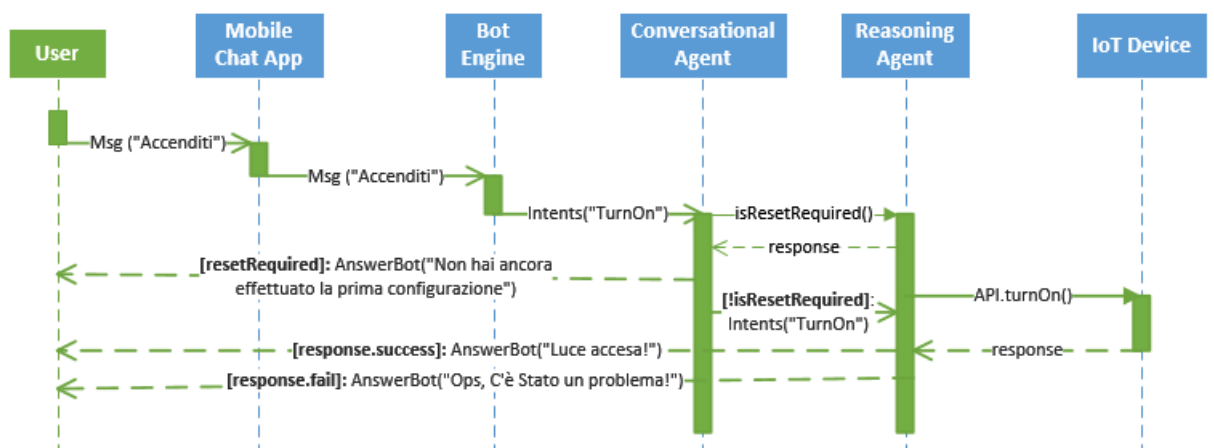 User
Mobile
Chat App
Bot
Engine
Conversational
Agent
Reasoning
Agent
IoT Device
Msg ("Accenditi")
Msg ("Accenditi")
Intents("TurnOn")
isResetRequired()
response
[resetRequired]: AnswerBot("Non hai ancora
effettuato la prima configurazione")
[!isResetRequired]:
Intents("TurnOn")
API.turnOn()
response
[response.success]: AnswerBot("Luce accesa!")
[response.fail]: AnswerBot("Ops, C'è Stato un problema!")